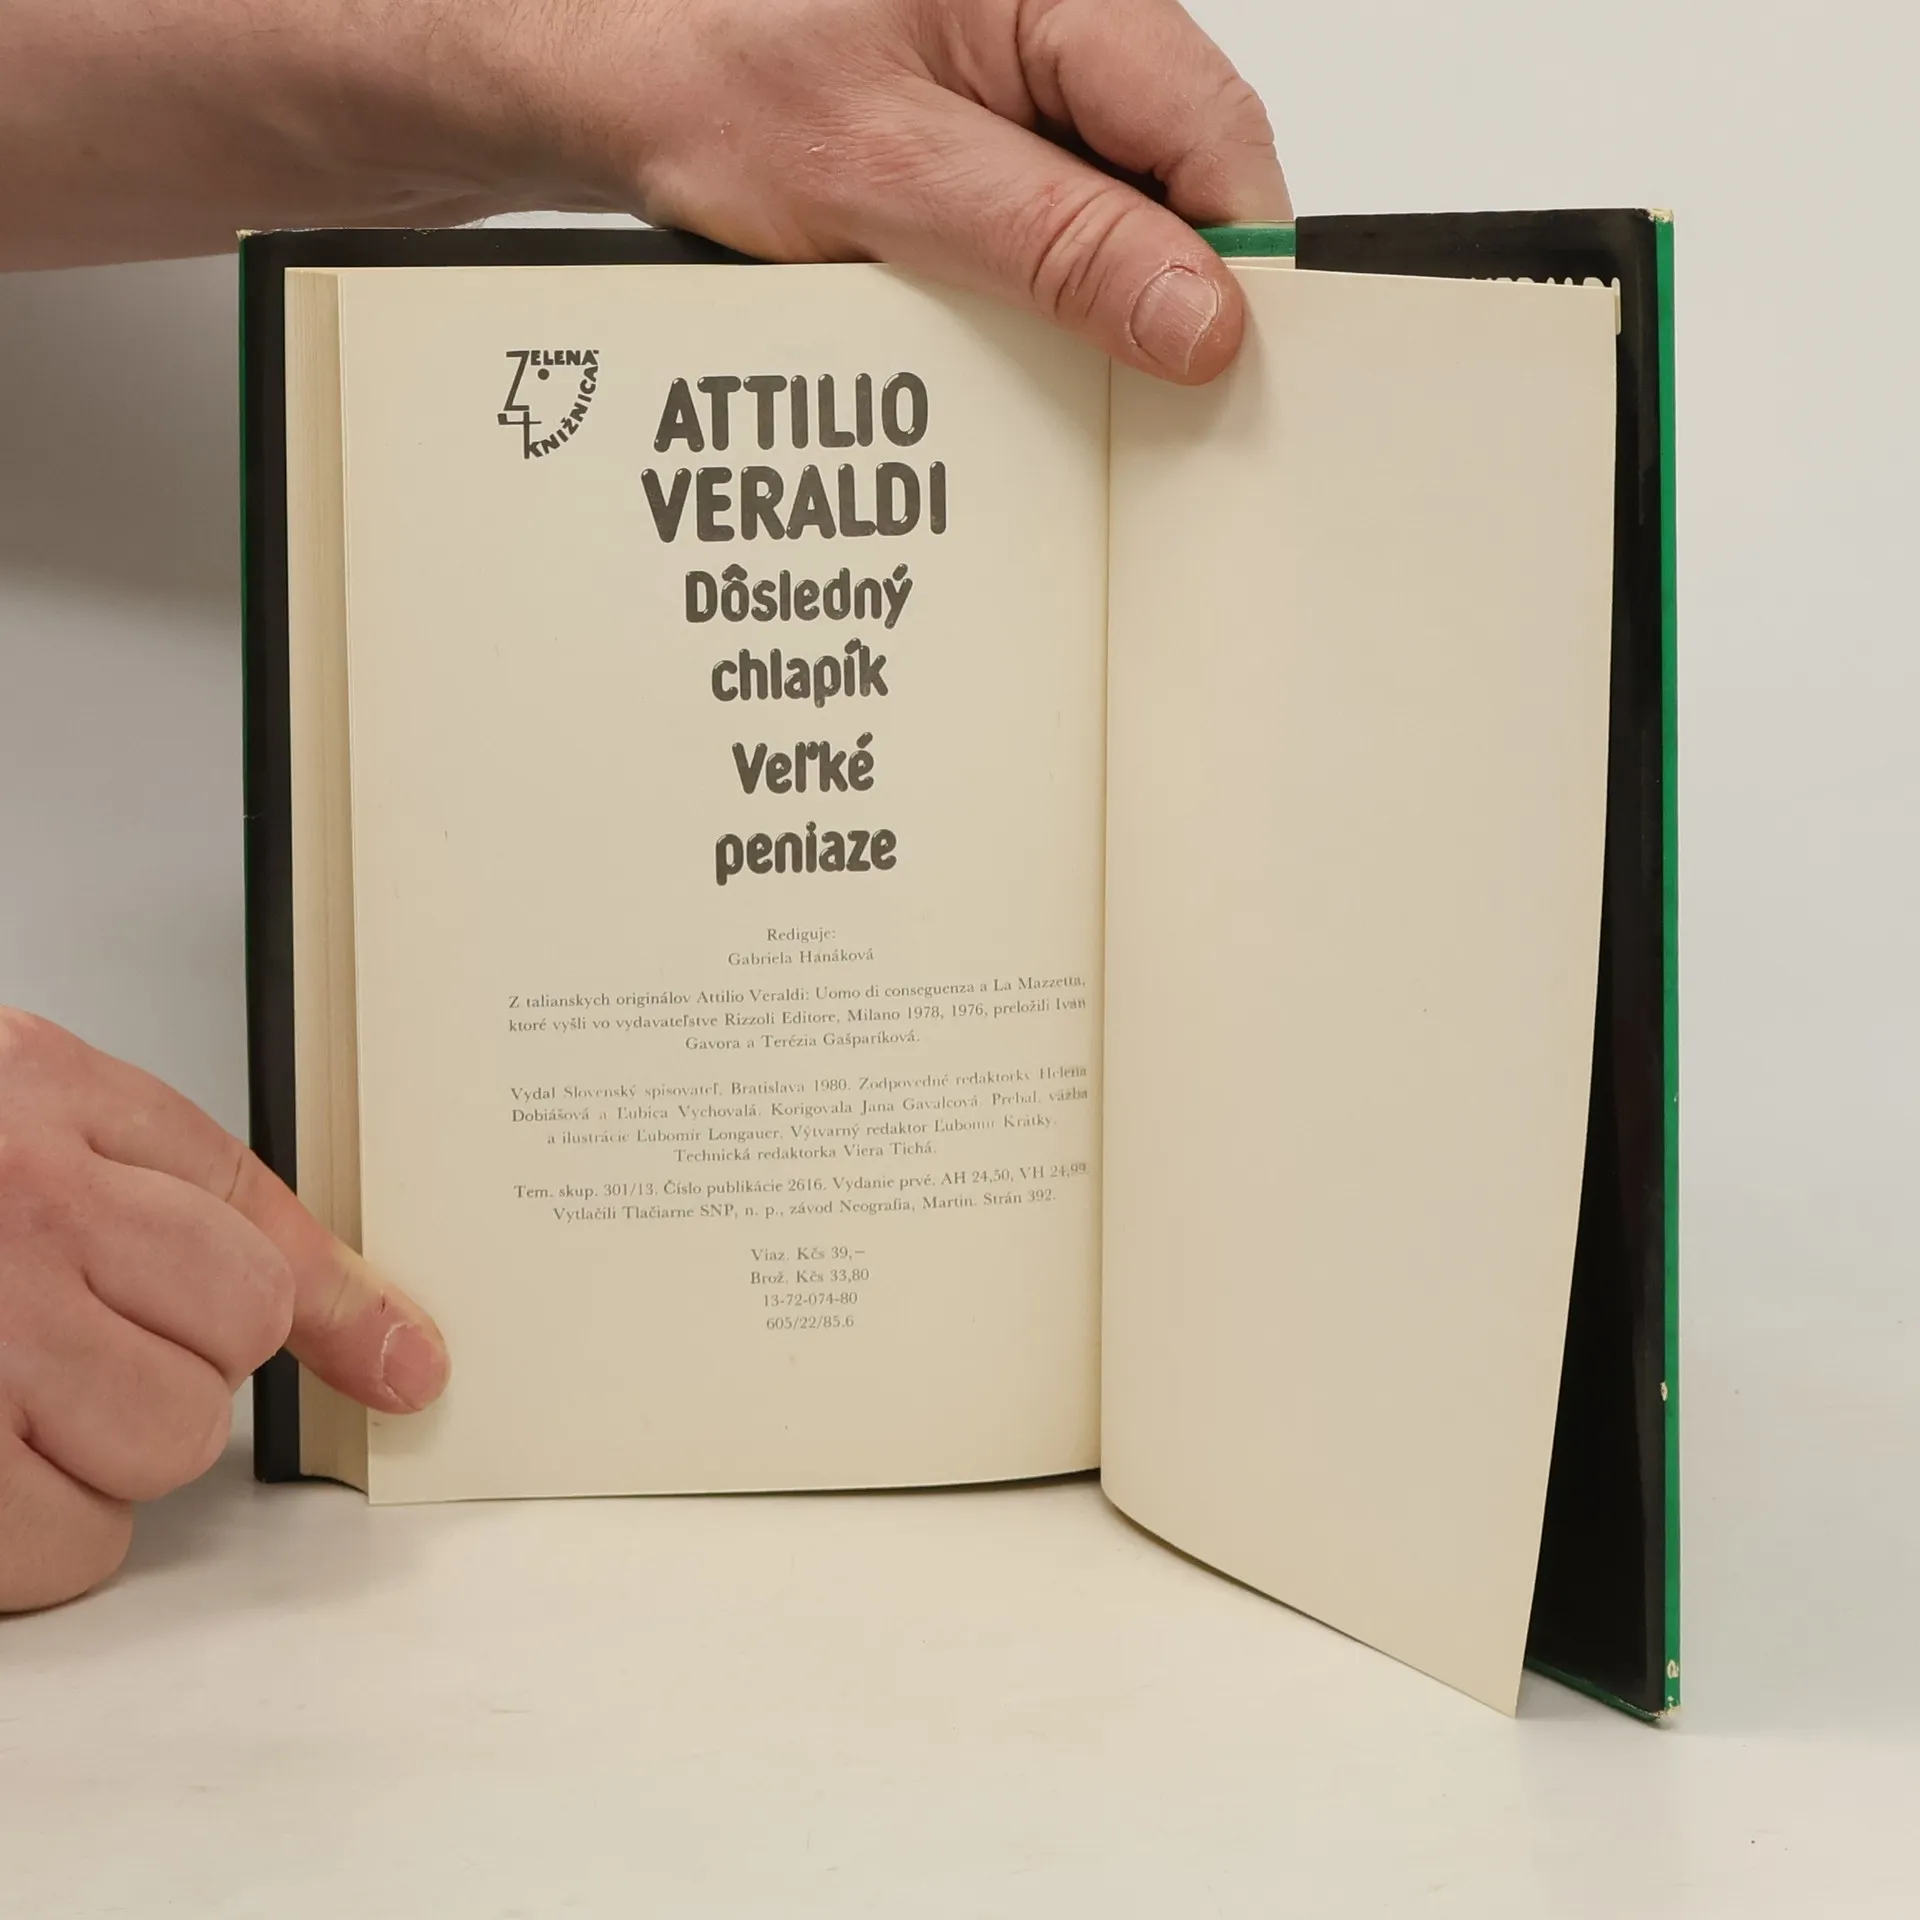 ZELENÁ
KNIŽNICA
ATTILIO
VERALDI
Dôsledný
chlapík
Veľké
peniaze
Rediguje:
Gabriela Hanáková
Z talianskych originálov Attilio Veraldi: Uomo di conseguenza a La Mazzetta,
ktoré vyšli vo vydavateľstve Rizzoli Editore, Milano 1978, 1976, preložili Ivan
Gavora a Terézia Gašparíková.
Vydal Slovenský spisovateľ, Bratislava 1980. Zodpovedné redaktorky Helena
Dobiášová a Ľubica Vychovalá. Korigovala Jana Gavalcová. Prebal, väzba
a ilustrácie Ľubomír Longauer. Výtvarný redaktor Ľubomír Krátky.
Technická redaktorka Viera Tichá.
Tem. skup. 301/13. Číslo publikácie 2616. Vydanie prvé. AH 24,50, VH 24,99.
Vytlačili Tlačiarne SNP, n. p., závod Neografia, Martin. Strán 392.
Viaz. Kčs 39,—
Brož. Kčs 33,80
13-72-074-80
605/22/85.6